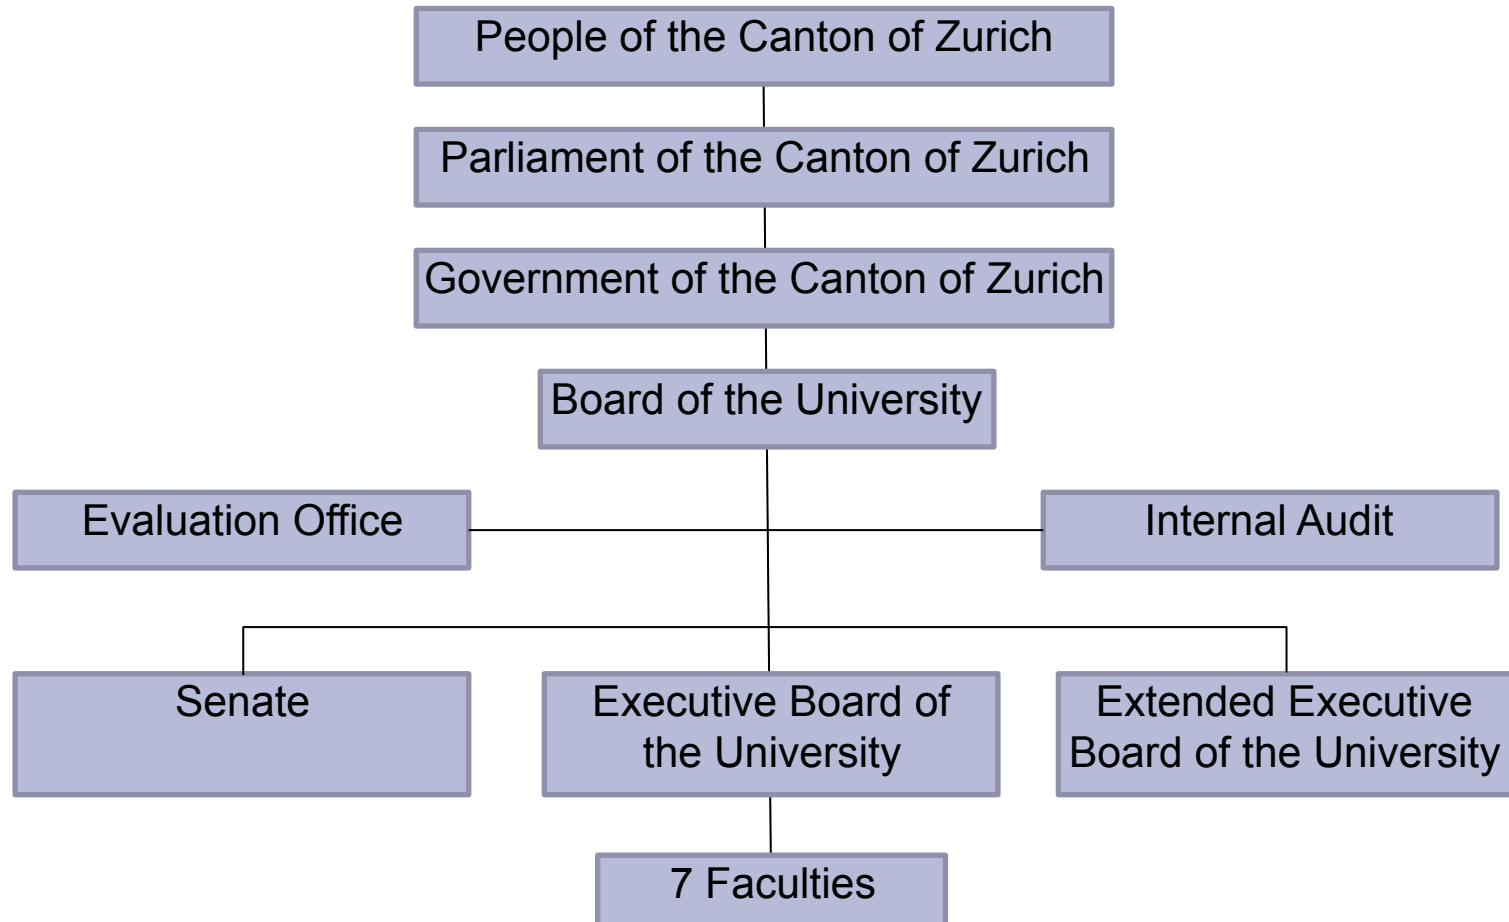 People of the Canton of Zurich
Parliament of the Canton of Zurich
Government of the Canton of Zurich
Board of the University
Evaluation Office
Internal Audit
Senate
Executive Board of
the University
Extended Executive
Board of the University
7 Faculties